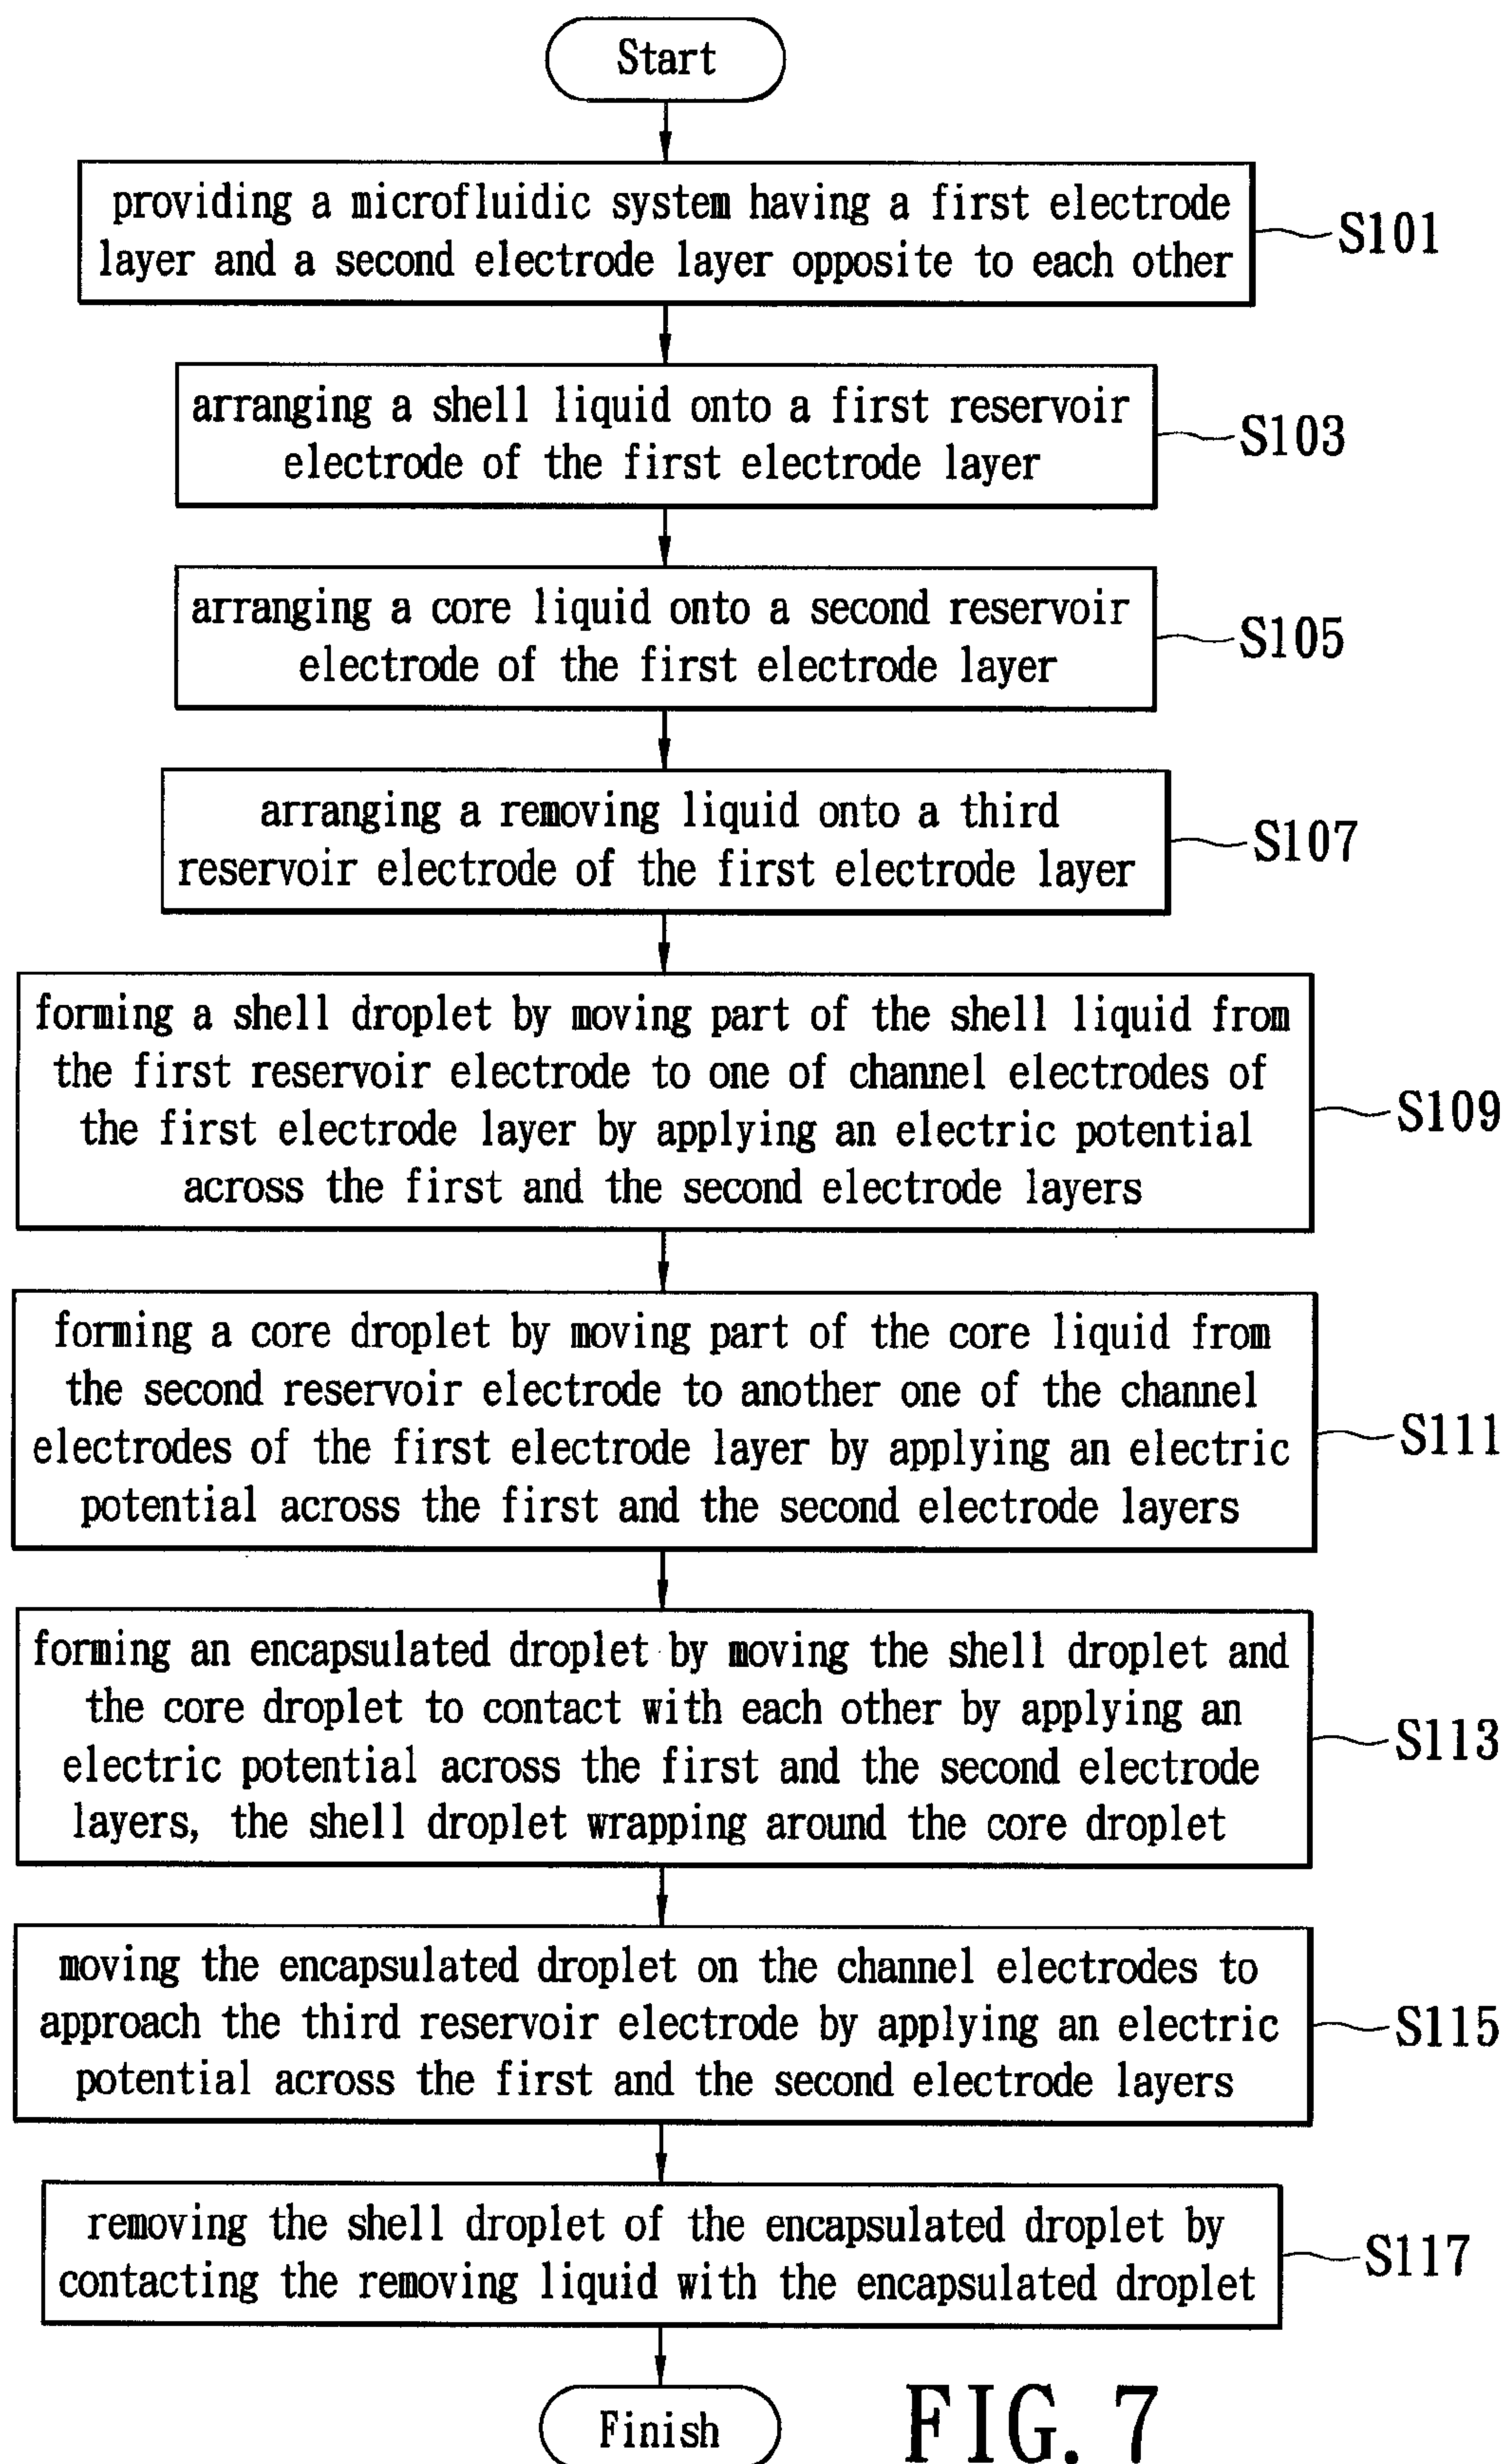 Start
providing a microfluidic system having a first electrode
layer and a second electrode layer opposite to each other
S101
arranging a shell liquid onto a first reservoir
electrode of the first electrode layer
S103
arranging a core liquid onto a second reservoir
electrode of the first electrode layer
S105
arranging a removing liquid onto a third
reservoir electrode of the first electrode layer
S107
forming a shell droplet by moving part of the shell liquid from
the first reservoir electrode to one of channel electrodes of
the first electrode layer by applying an electric potential
across the first and the second electrode layers
S109
forming a core droplet by moving part of the core liquid from
the second reservoir electrode to another one of the channel
electrodes of the first electrode layer by applying an electric
potential across the first and the second electrode layers
S111
forming an encapsulated droplet by moving the shell droplet and
the core droplet to contact with each other by applying an
electric potential across the first and the second electrode
layers, the shell droplet wrapping around the core droplet
S113
moving the encapsulated droplet on the channel electrodes to
approach the third reservoir electrode by applying an electric
potential across the first and the second electrode layers
S115
removing the shell droplet of the encapsulated droplet by
contacting the removing liquid with the encapsulated droplet
S117
Finish
FIG. 7